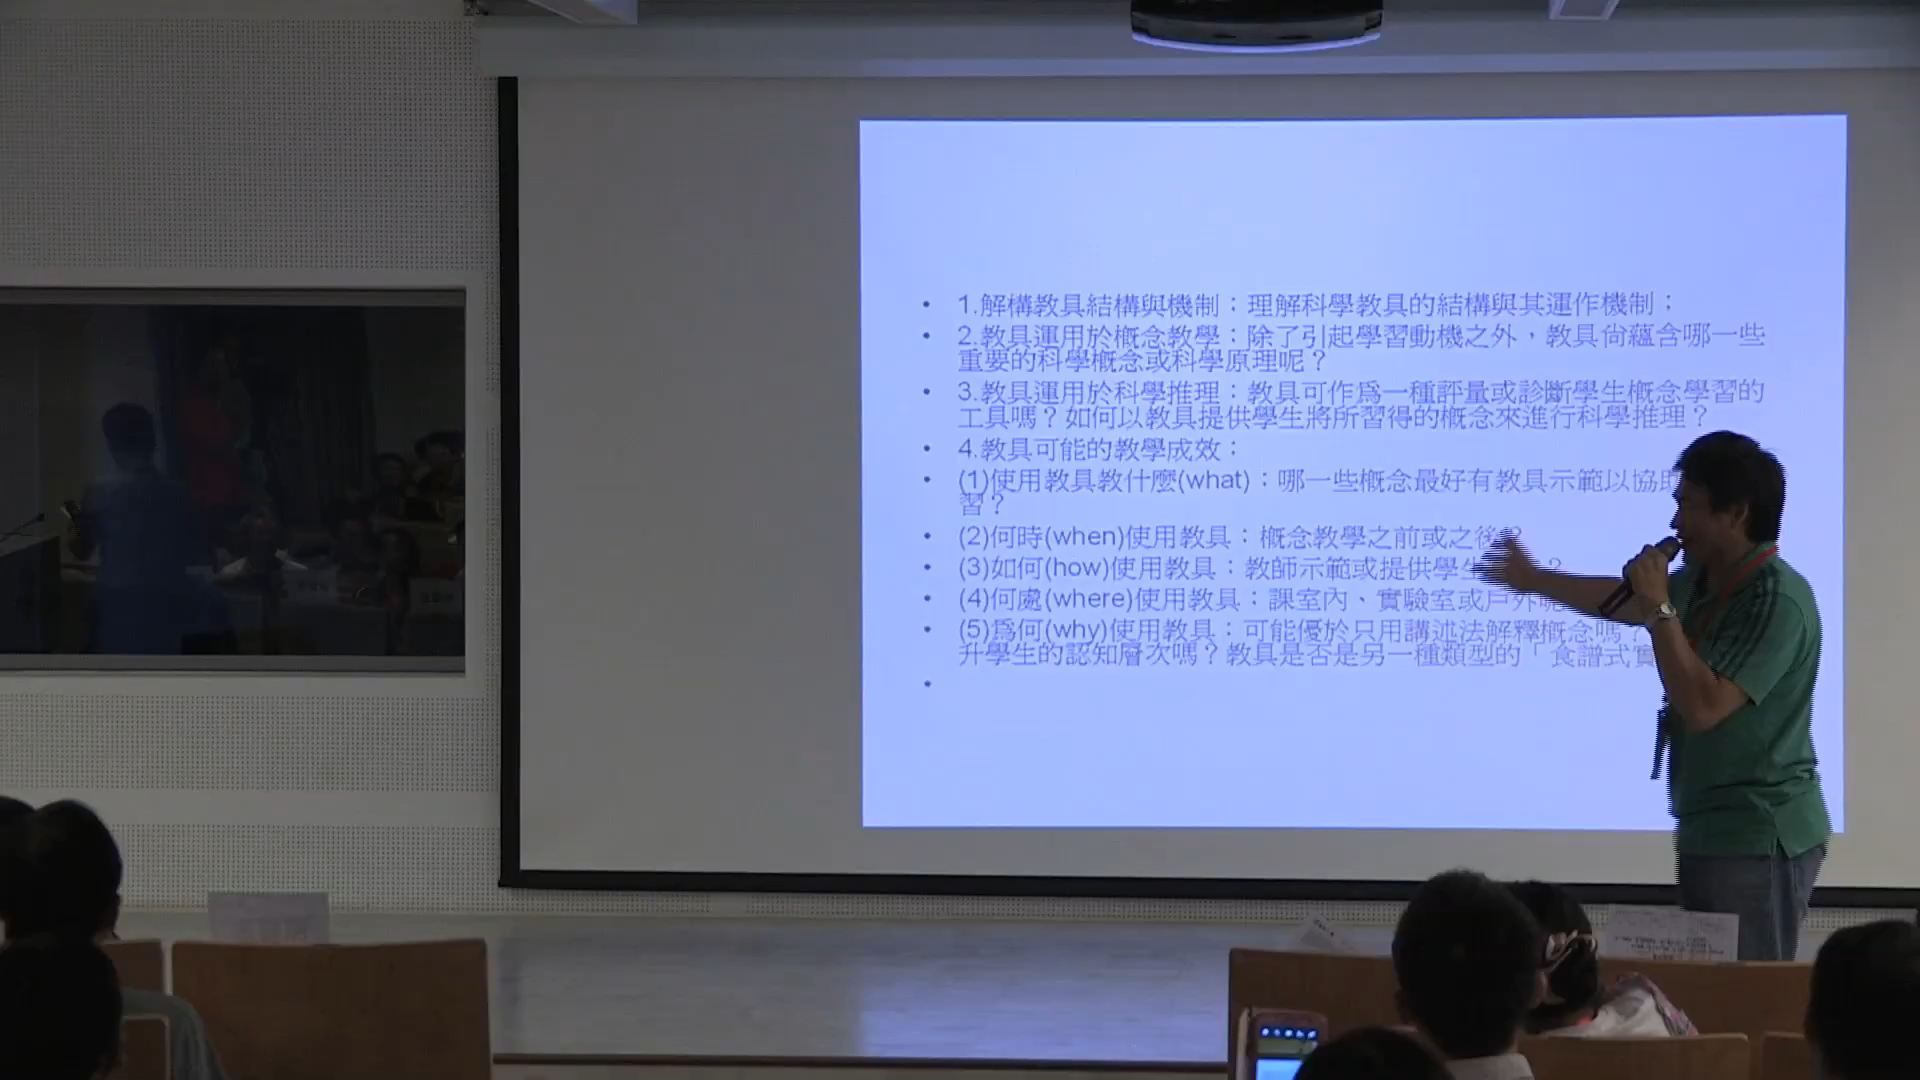 • 1.解構教具結構與機制：理解科學教具的結構與其運作機制；
• 2.教具運用於概念教學：除了引起學習動機之外，教具尚蘊含哪一些
重要的科學概念或科學原理呢？
• 3.教具運用於科學推理：教具可作爲一種評量或診斷學生概念學習的
工具嗎？如何以教具提供學生將所習得的概念來進行科學推理？
• 4.教具可能的教學成效：
• (1)使用教具教什麼(what)：哪一些概念最好有教具示範以協助
習？
• (2)何時(when)使用教具：概念教學之前或之後？
• (3)如何(how)使用教具：教師示範或提供學生 ？
• (4)何處(where)使用教具：課室內、實驗室或戶外呢
• (5)爲何(why)使用教具：可能優於只用講述法解釋概念嗎？
升學生的認知層次嗎？教具是否是另一種類型的「食譜式實
•